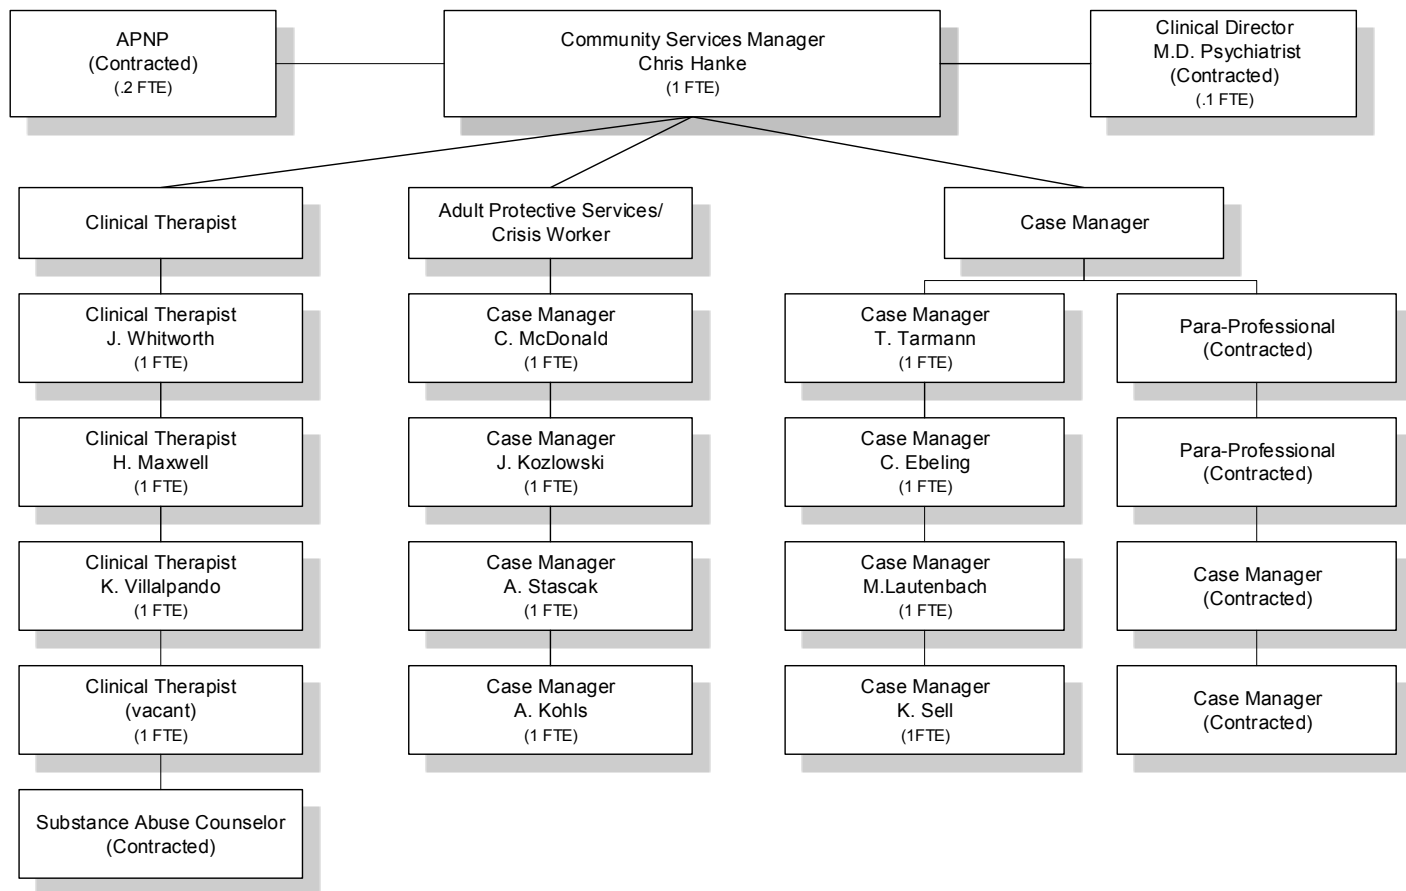 APNP
(Contracted)
(.2 FTE)
Community Services Manager
Chris Hanke
(1 FTE)
Clinical Director
M.D. Psychiatrist
(Contracted)
(.1 FTE)
Clinical Therapist
Adult Protective Services/
Crisis Worker
Case Manager
Clinical Therapist
J. Whitworth
(1 FTE)
Case Manager
C. McDonald
(1 FTE)
Case Manager
T. Tarmann
(1 FTE)
Para-Professional
(Contracted)
Clinical Therapist
H. Maxwell
(1 FTE)
Case Manager
J. Kozlowski
(1 FTE)
Case Manager
C. Ebeling
(1 FTE)
Para-Professional
(Contracted)
Clinical Therapist
K. Villalpando
(1 FTE)
Case Manager
A. Stascak
(1 FTE)
Case Manager
M.Lautenbach
(1 FTE)
Case Manager
(Contracted)
Clinical Therapist
(vacant)
(1 FTE)
Case Manager
A. Kohls
(1 FTE)
Case Manager
K. Sell
(1FTE)
Case Manager
(Contracted)
Substance Abuse Counselor
(Contracted)